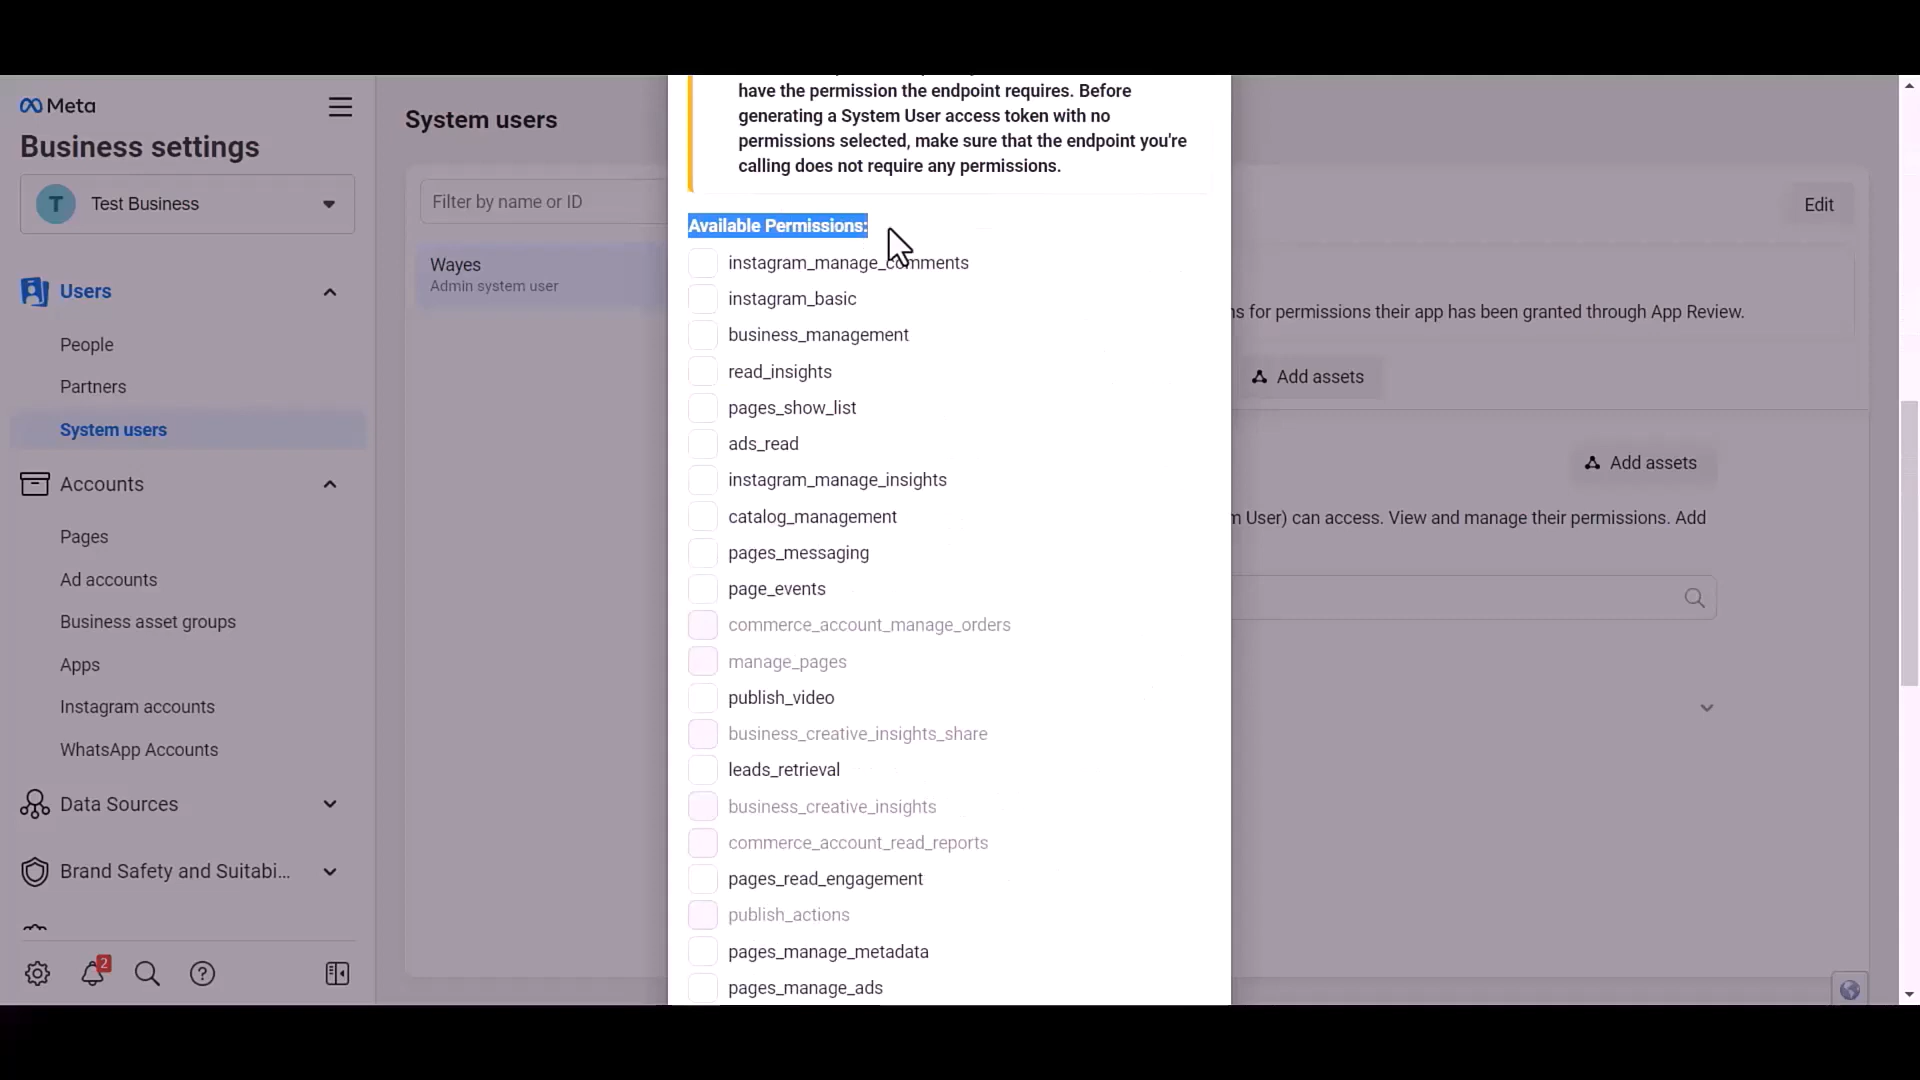 Meta
Business settings
T
Test Business
Users
People
Partners
System users
Accounts
Pages
Ad accounts
Business asset groups
Apps
Instagram accounts
WhatsApp Accounts
Data Sources
Brand Safety and Suitabi...
2
System users
Filter by name or ID
Wayes
Admin system user
have the permission the endpoint requires. Before
generating a System User access token with no
permissions selected, make sure that the endpoint you're
calling does not require any permissions.
Available Permissions:
instagram_manage_comments
instagram_basic
business_management
read_insights
pages_show_list
ads_read
instagram_manage_insights
catalog_management
pages_messaging
page_events
commerce_account_manage_orders
manage_pages
publish_video
business_creative_insights_share
leads_retrieval
business_creative_insights
commerce_account_read_reports
pages_read_engagement
publish_actions
pages_manage_metadata
pages_manage_ads
Edit
for permissions their app has been granted through App Review.
Add assets
Add assets
User) can access. View and manage their permissions. Add